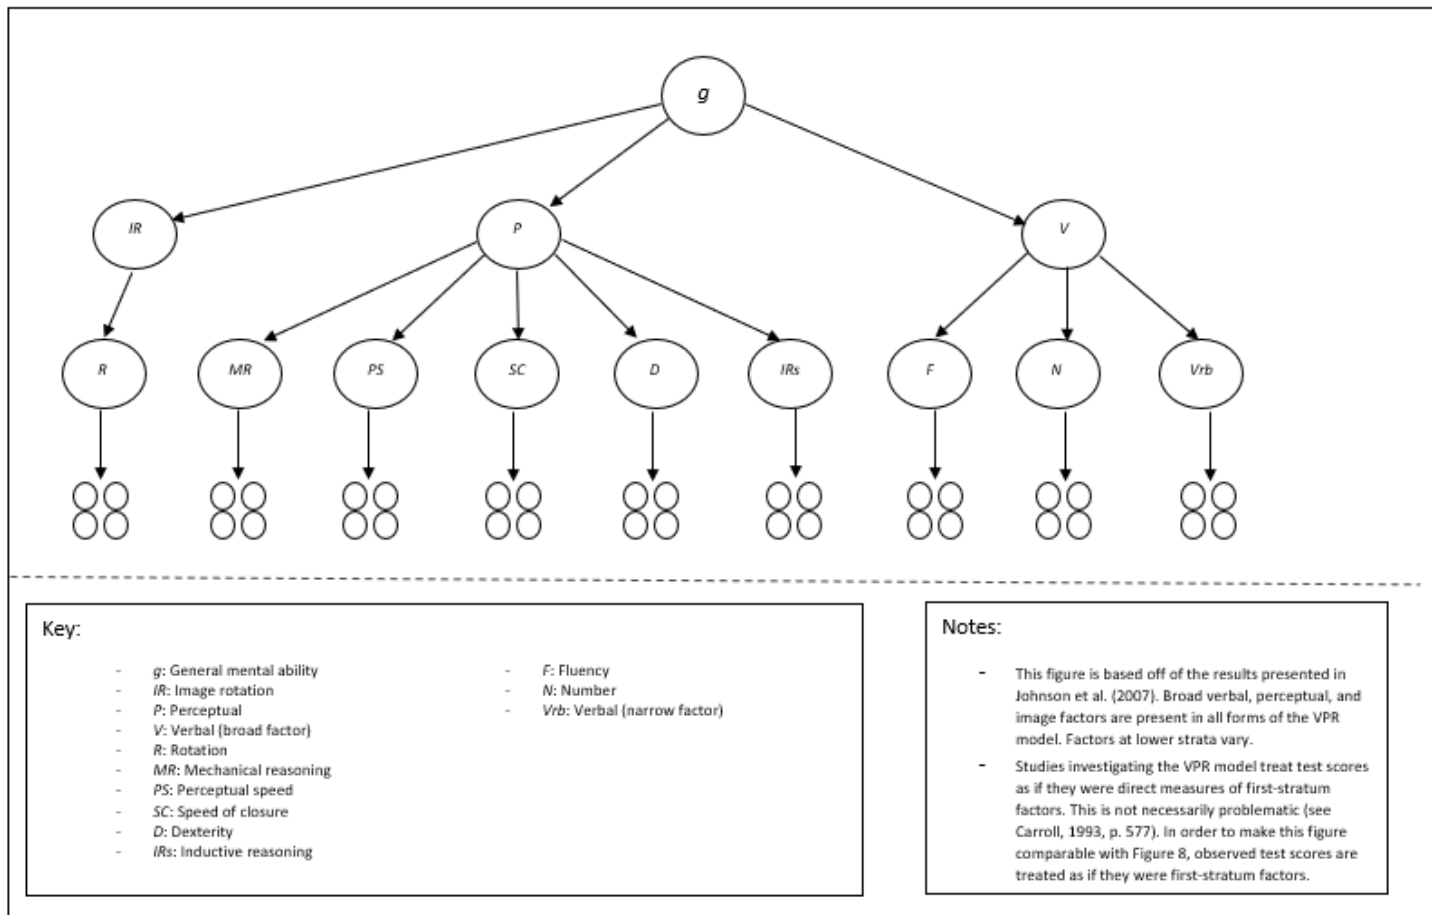 g
IR
P
V
R
MR
PS
SC
D
IRs
F
N
Vrb
Key:
- g: General mental ability
- IR: Image rotation
- P: Perceptual
- V: Verbal (broad factor)
- R: Rotation
- MR: Mechanical reasoning
- PS: Perceptual speed
- SC: Speed of closure
- D: Dexterity
- IRs: Inductive reasoning
- F: Fluency
- N: Number
- Vrb: Verbal (narrow factor)
Notes:
- This figure is based off of the results presented in
Johnson et al. (2007). Broad verbal, perceptual, and
image factors are present in all forms of the VPR
model. Factors at lower strata vary.
- Studies investigating the VPR model treat test scores
as if they were direct measures of first-stratum
factors. This is not necessarily problematic (see
Carroll, 1993, p. 577). In order to make this figure
comparable with Figure 8, observed test scores are
treated as if they were first-stratum factors.